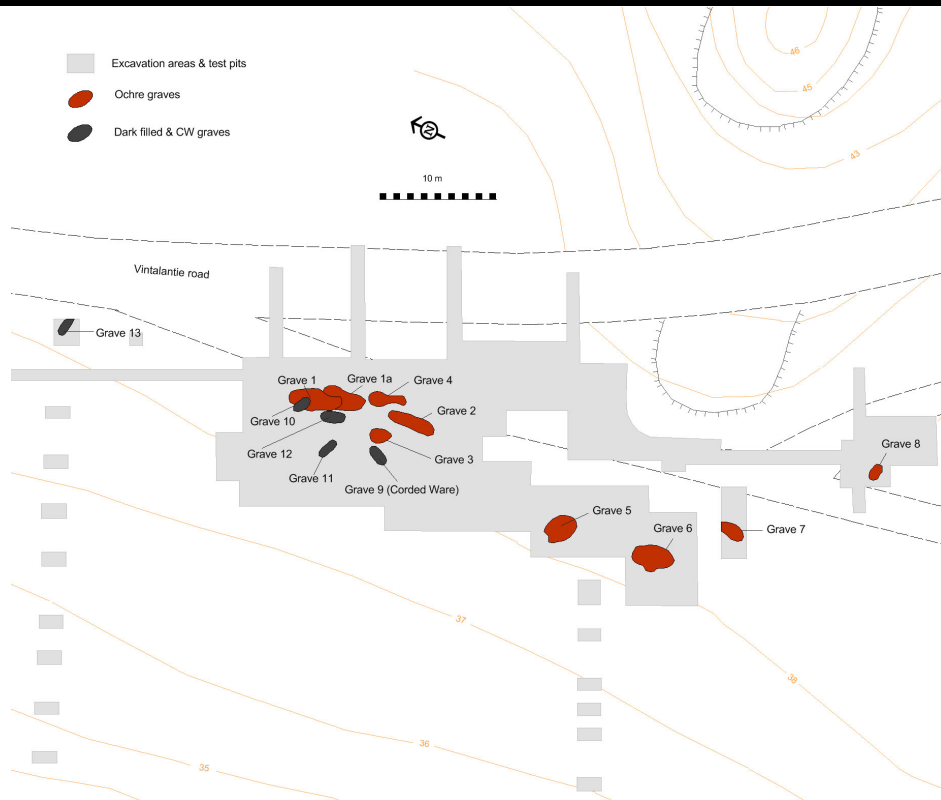 46
Excavation areas & test pits
45
Ochre graves
N
Dark filled & CW graves
43
10 m
Vintalantie road
Grave 13
Grave 1
Grave 1a
Grave 4
Grave 10
Grave 2
Grave 8
Grave 12
Grave 3
Grave 11
Grave 9 (Corded Ware)
Grave 5
Grave 6
Grave 7
37
38
36
35